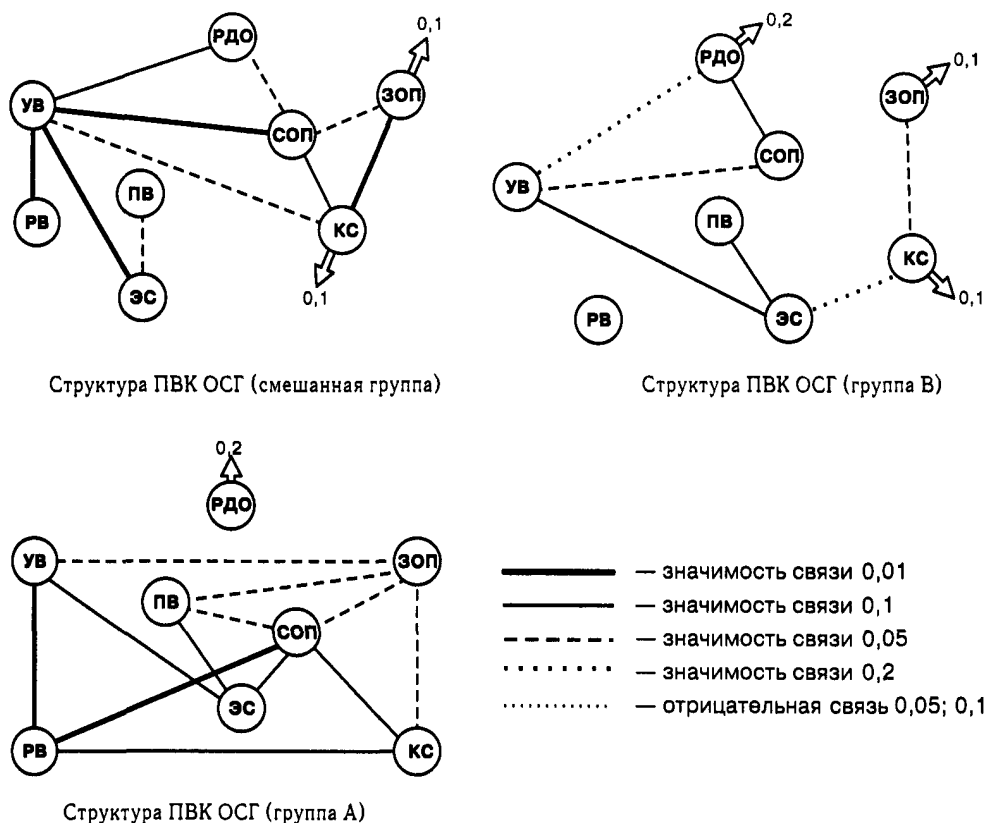 РДО
0,1
ЗОП
УВ
СОП
ПВ
РВ
КС
ЭС
0,1
Структура ПВК ОСГ (смешанная группа)
0,2
РДО
0,1
ЗОП
СОП
УВ
ПВ
КС
0,1
РВ
ЭС
Структура ПВК ОСГ (группа В)
0,2
РДО
УВ
ЗОП
ПВ
СОП
ЭС
РВ
КС
Структура ПВК ОСГ (группа А)
— значимость связи 0,01
— значимость связи 0,1
— значимость связи 0,05
— значимость связи 0,2
— отрицательная связь 0,05; 0,1